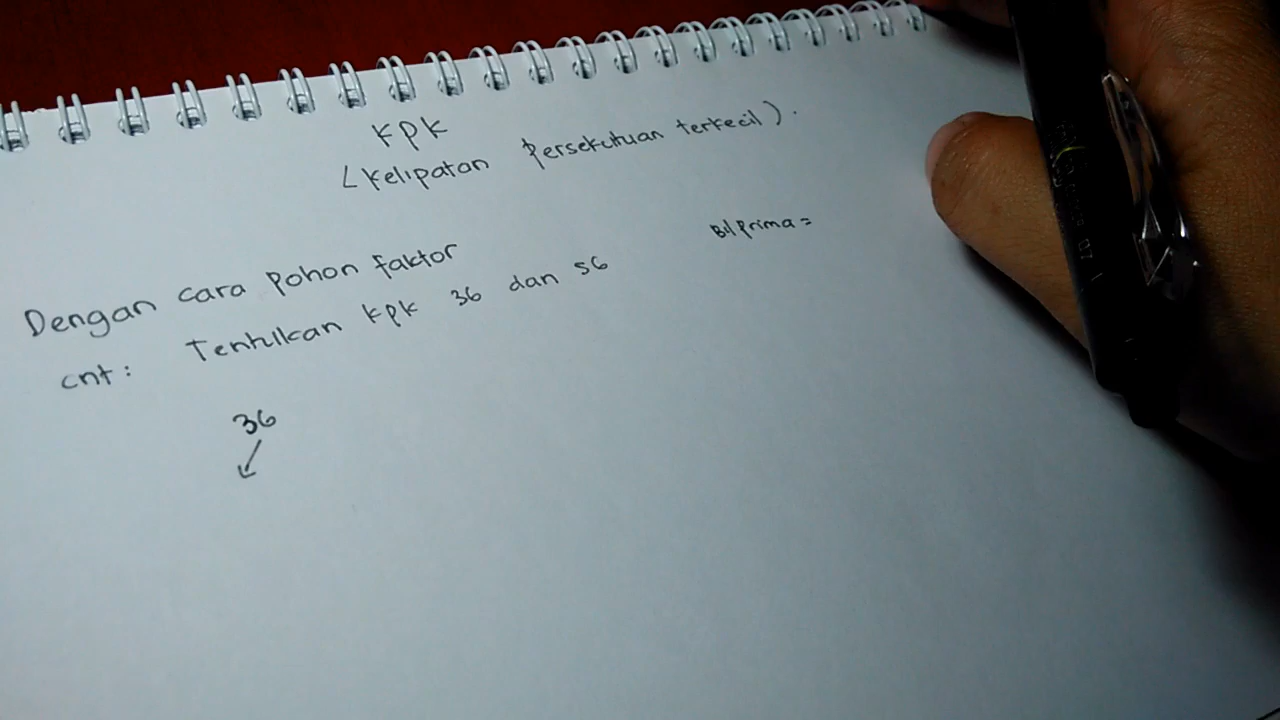 KPK
(Kelipatan Persekutuan terkecil).
Bil prima =
Dengan cara pohon faktor
cnt: Tentukan KPK 36 dan 56
36